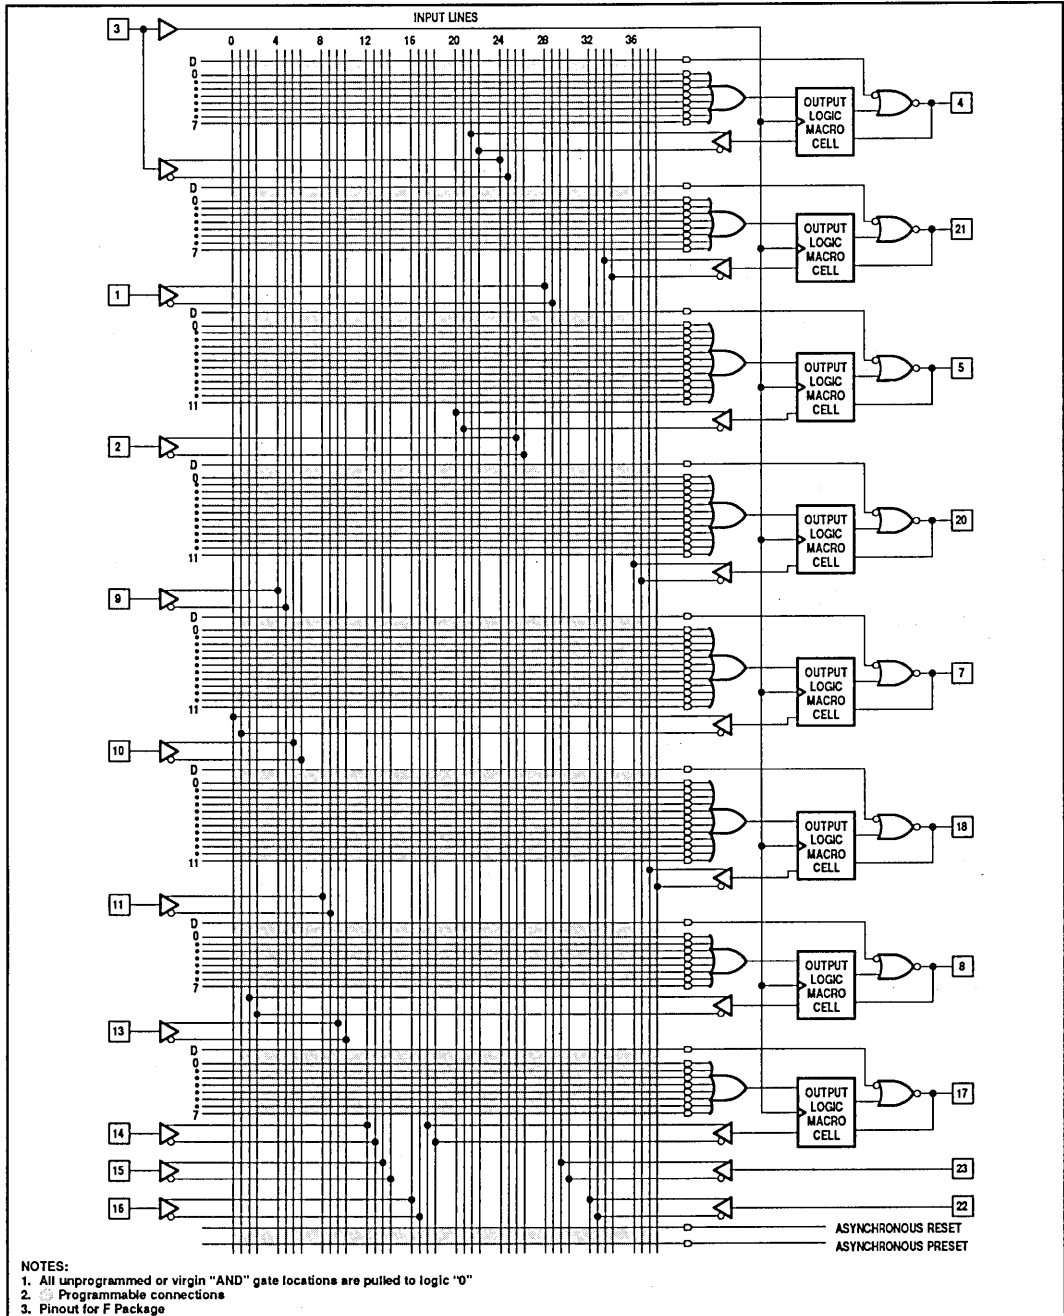 INPUT LINES
3
0 4 8 12 16 20 24 28 32 36
D
0
7
OUTPUT
LOGIC
MACRO
CELL
4
D
0
7
OUTPUT
LOGIC
MACRO
CELL
21
1
D
0
11
OUTPUT
LOGIC
MACRO
CELL
5
2
D
0
11
OUTPUT
LOGIC
MACRO
CELL
20
9
D
0
11
OUTPUT
LOGIC
MACRO
CELL
7
10
D
0
11
OUTPUT
LOGIC
MACRO
CELL
18
11
D
0
7
OUTPUT
LOGIC
MACRO
CELL
8
13
D
0
7
OUTPUT
LOGIC
MACRO
CELL
17
14
15
23
16
22
ASYNCHRONOUS RESET
ASYNCHRONOUS PRESET
NOTES:
1. All unprogrammed or virgin "AND" gate locations are pulled to logic "0"
2. Programmable connections
3. Pinout for F Package